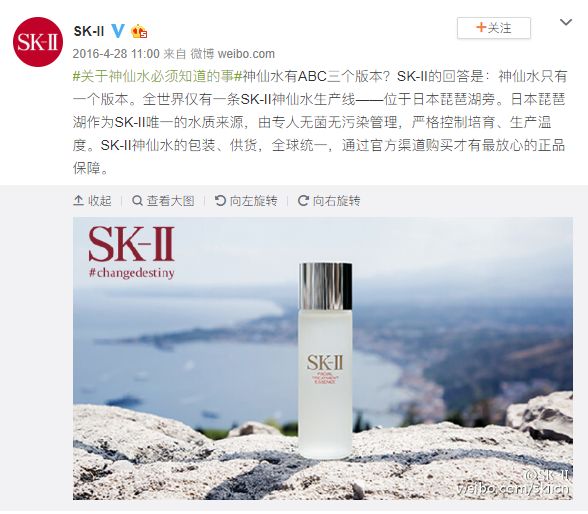 SK-II
SK-II
+关注
2016-4-28 11:00 来自 微博 weibo.com
#关于神仙水必须知道的事#神仙水有ABC三个版本？SK-II的回答是：神仙水只有
一个版本。全世界仅有一条SK-II神仙水生产线——位于日本琵琶湖旁。日本琵琶
湖作为SK-II唯一的水质来源，由专人无菌无污染管理，严格控制培育、生产温
度。SK-II神仙水的包装、供货，全球统一，通过官方渠道购买才有最放心的正品
保障。
收起 查看大图 向左旋转 向右旋转
SK-II
#changedestiny
SK-II
FACIAL
TREATMENT
ESSENCE
@SK-II
weibo.com/skiicn